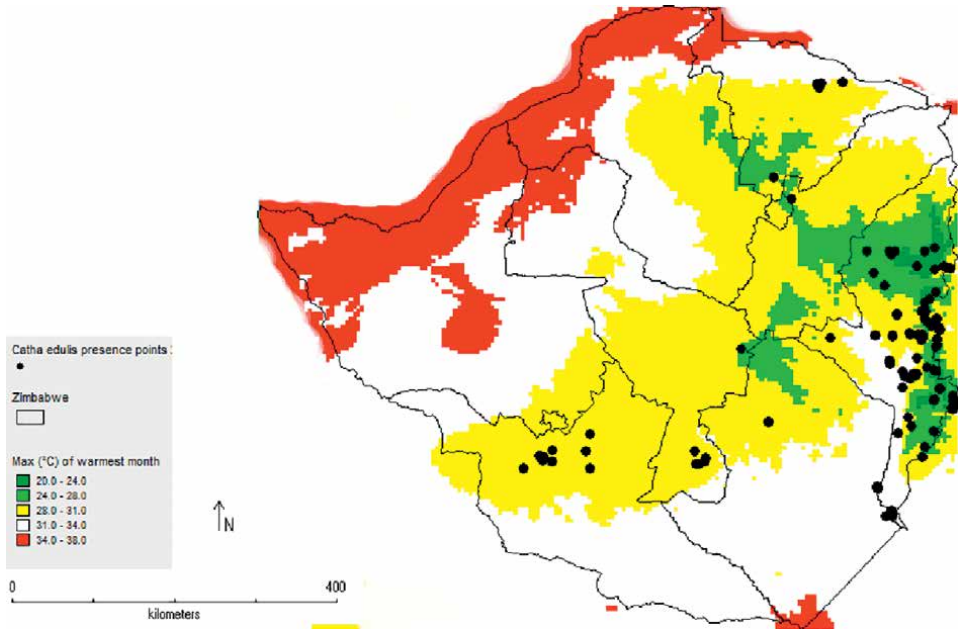 Catha edulis presence points :
Zimbabwe
Max (°C) of warmest month
20.0 - 24.0
24.0 - 28.0
28.0 - 31.0
31.0 - 34.0
34.0 - 38.0
N
0 400
kilometers